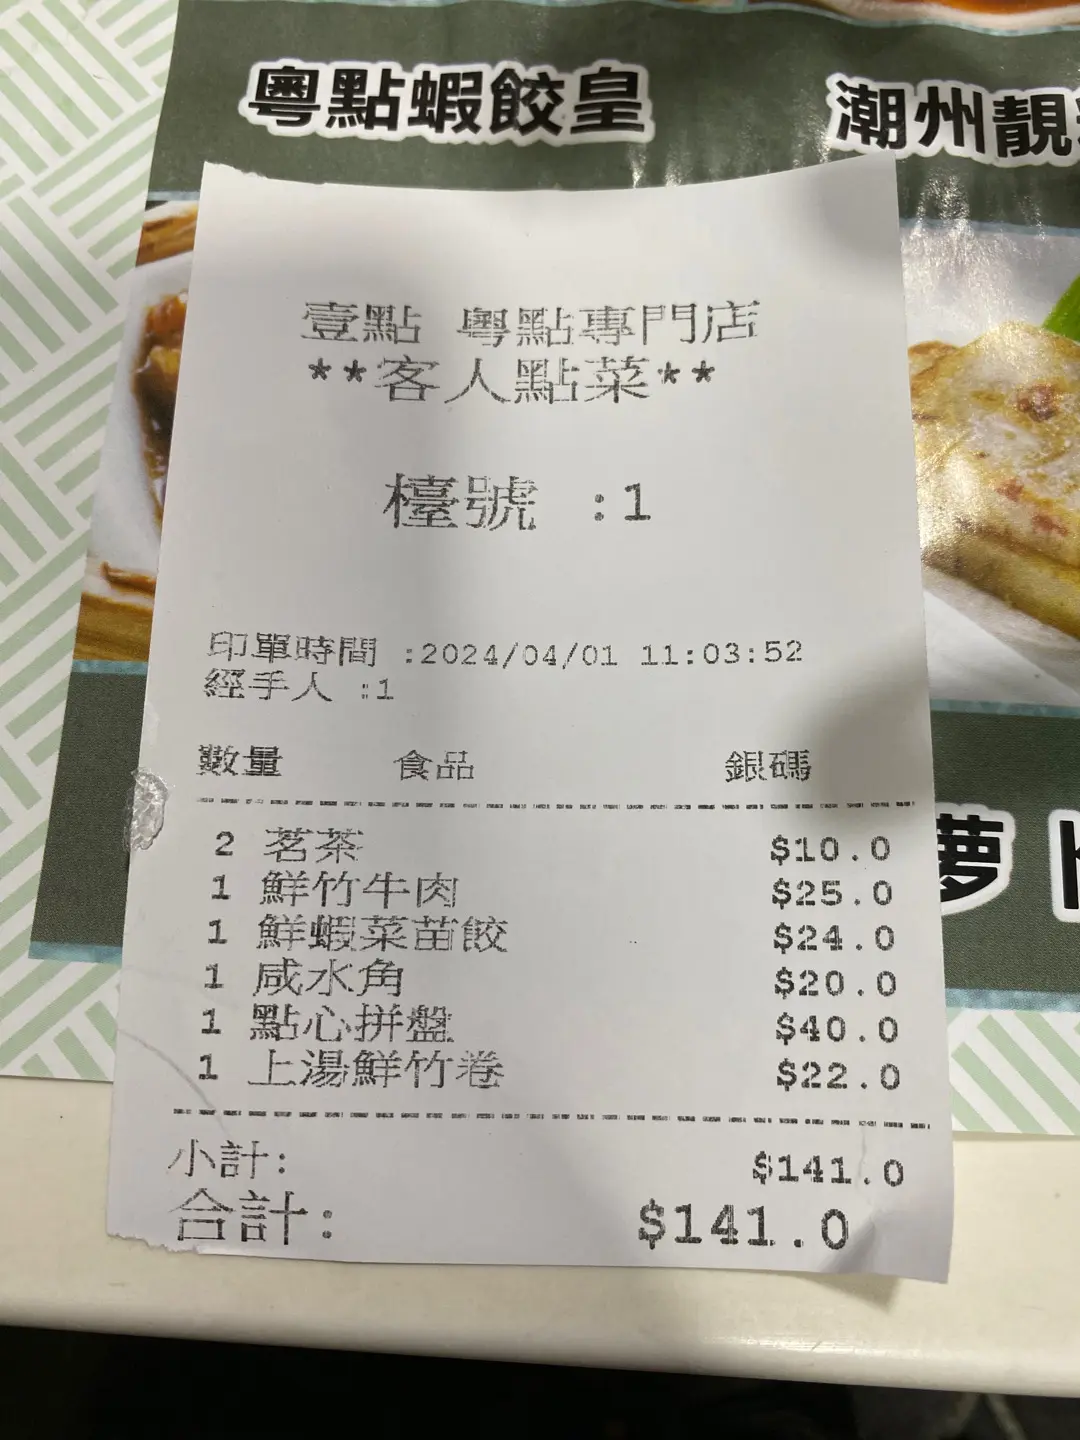 粵點蝦餃皇
潮州靚
壹點 粵點專門店
**客人點菜**
檯號 :1
印單時間 :2024/04/01 11:03:52
經手人 :1
數量 食品 銀碼
2 茗茶 $10.0
1 鮮竹牛肉 $25.0
1 鮮蝦菜苗餃 $24.0
1 咸水角 $20.0
1 點心拼盤 $40.0
1 上湯鮮竹卷 $22.0
小計: $141.0
合計: $141.0
蘿